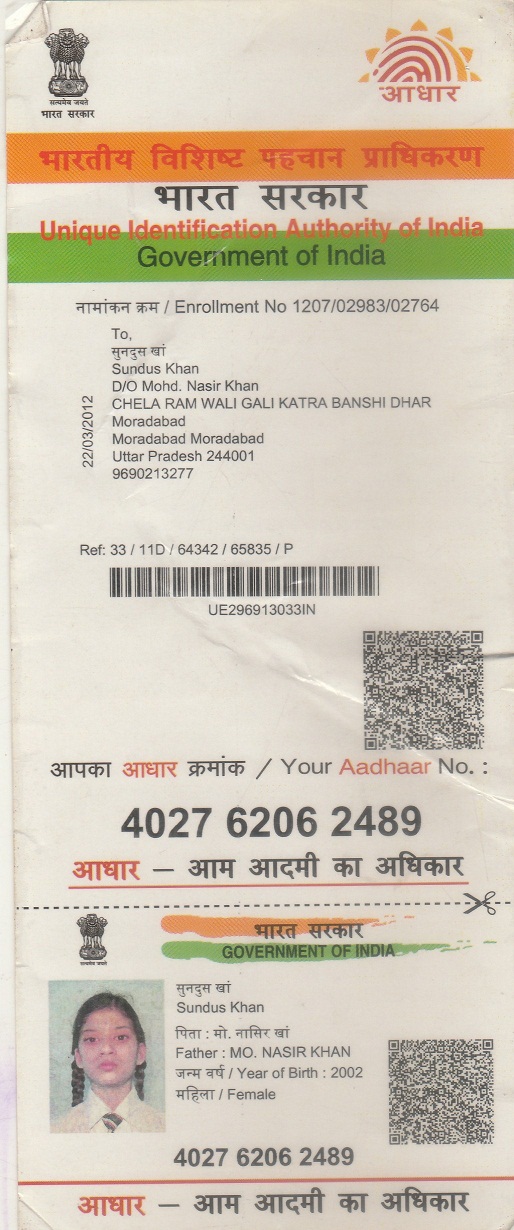 सत्यमेव जयते
भारत सरकार
आधार
भारतीय विशिष्ट पहचान प्राधिकरण
भारत सरकार
Unique Identification Authority of India
Government of India
नामांकन क्रम / Enrollment No 1207/02983/02764
To,
सुनदुस खां
Sundus Khan
D/O Mohd. Nasir Khan
CHELA RAM WALI GALI KATRA BANSHI DHAR
Moradabad
Moradabad Moradabad
Uttar Pradesh 244001
9690213277
22/03/2012
Ref: 33 / 11D / 64342 / 65835 / P
UE296913033IN
आपका आधार क्रमांक / Your Aadhaar No. :
4027 6206 2489
आधार — आम आदमी का अधिकार
सत्यमेव जयते
भारत सरकार
GOVERNMENT OF INDIA
सुनदुस खां
Sundus Khan
पिता : मो. नासिर खां
Father : MO. NASIR KHAN
जन्म वर्ष / Year of Birth : 2002
महिला / Female
4027 6206 2489
आधार — आम आदमी का अधिकार